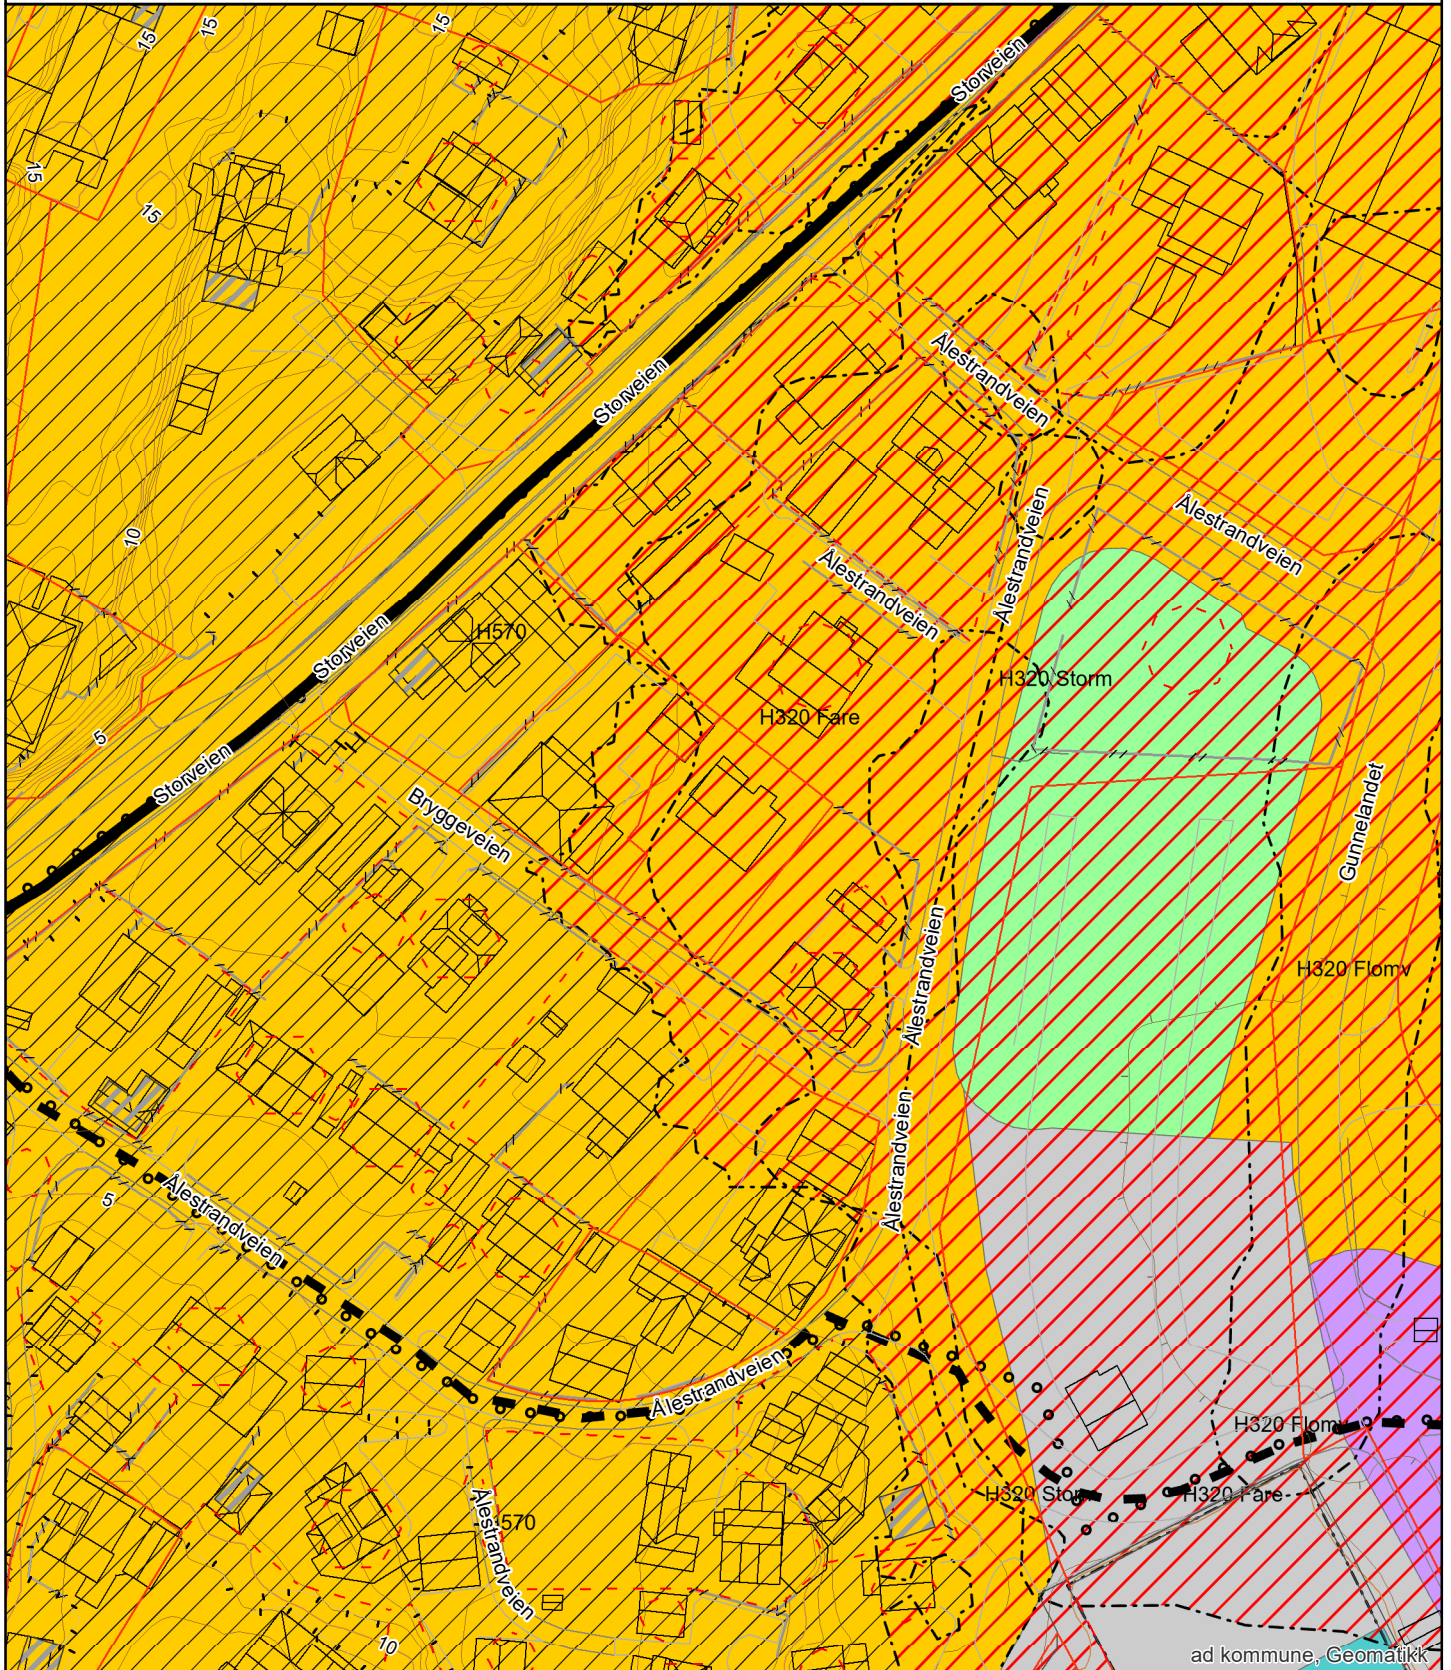 15
15
15
Storveien
15
15
Ålestrandveien
Storveien
10
Ålestrandveien
Ålestrandveien
Ålestrandveien
H570
Storveien
H320 Storm
H320 Fare
5
Storveien
Bryggeveien
Gunnelandet
Ålestrandveien
H320 Flomv
Ålestrandveien
5
Ålestrandveien
Ålestrandveien
H320 Flomv
H320 Storm
H320 Fare
Ålestrandveien
570
10
ad kommune, Geomatikk